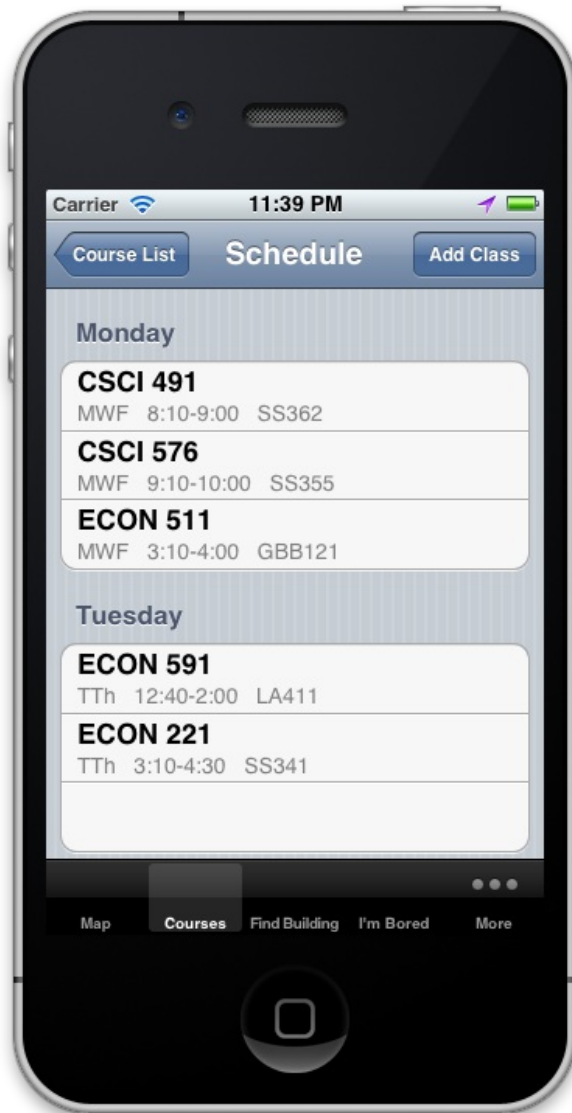 Carrier 11:39 PM
Course List Schedule Add Class
Monday
CSCI 491
MWF 8:10-9:00 SS362
CSCI 576
MWF 9:10-10:00 SS355
ECON 511
MWF 3:10-4:00 GBB121
Tuesday
ECON 591
TTh 12:40-2:00 LA411
ECON 221
TTh 3:10-4:30 SS341
Map Courses Find Building I'm Bored More